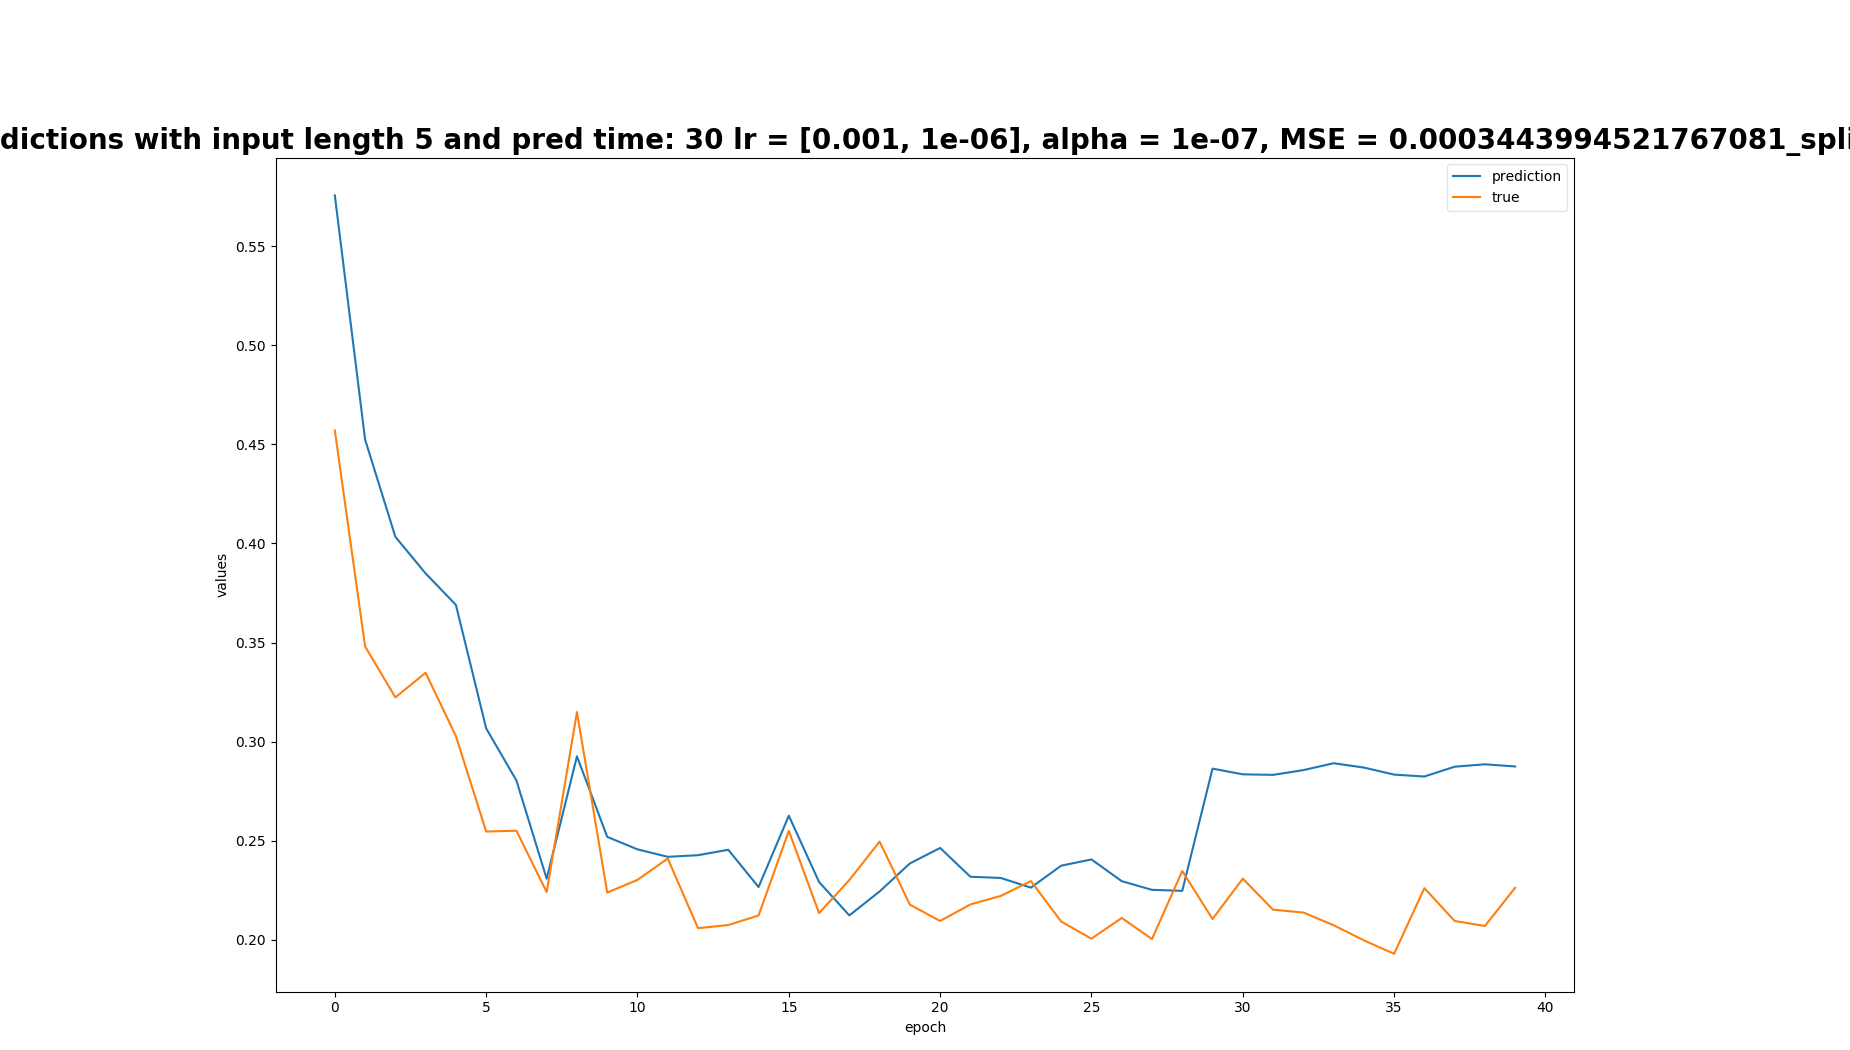 dictions with input length 5 and pred time: 30 lr = [0.001, 1e-06], alpha = 1e-07, MSE = 0.0003443994521767081_spli
prediction
true
0.55
0.50
0.45
0.40
0.35
0.30
0.25
0.20
values
0 5 10 15 20 25 30 35 40
epoch